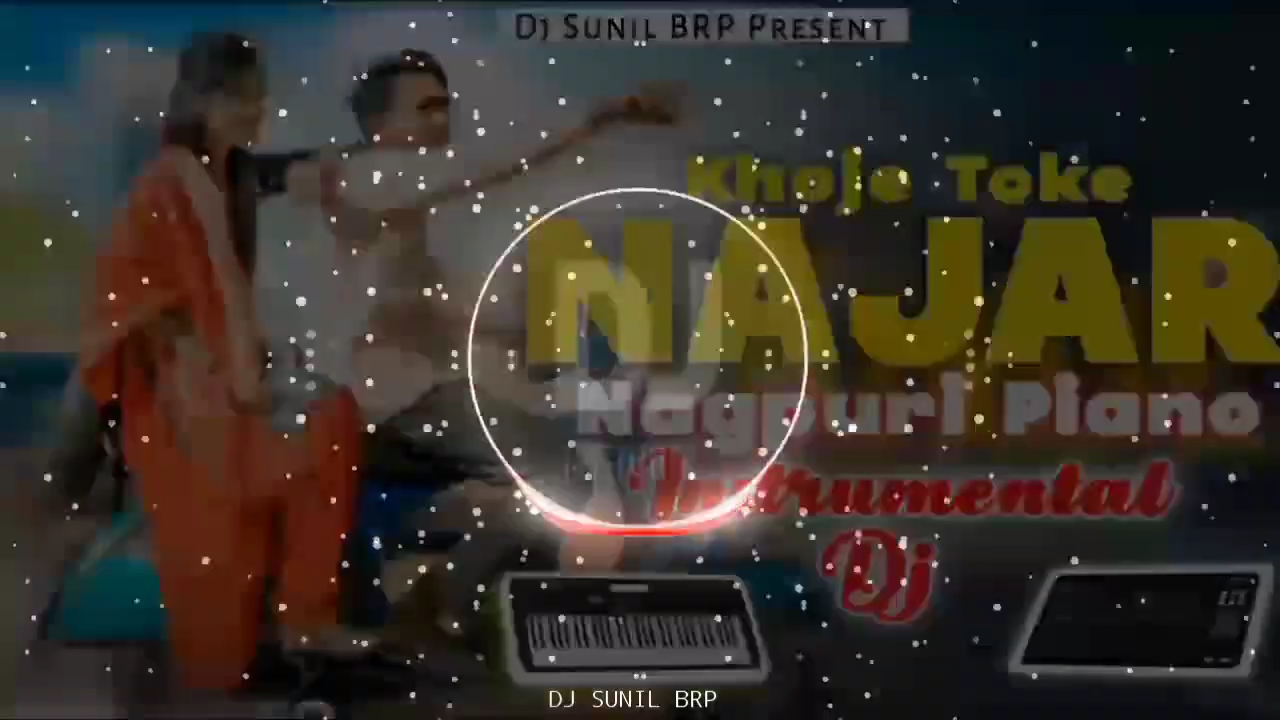 Dj Sunil BRP Present
Khoje Toke
NAJAR
Nagpuri Piano
Instrumental
Dj
DJ SUNIL BRP